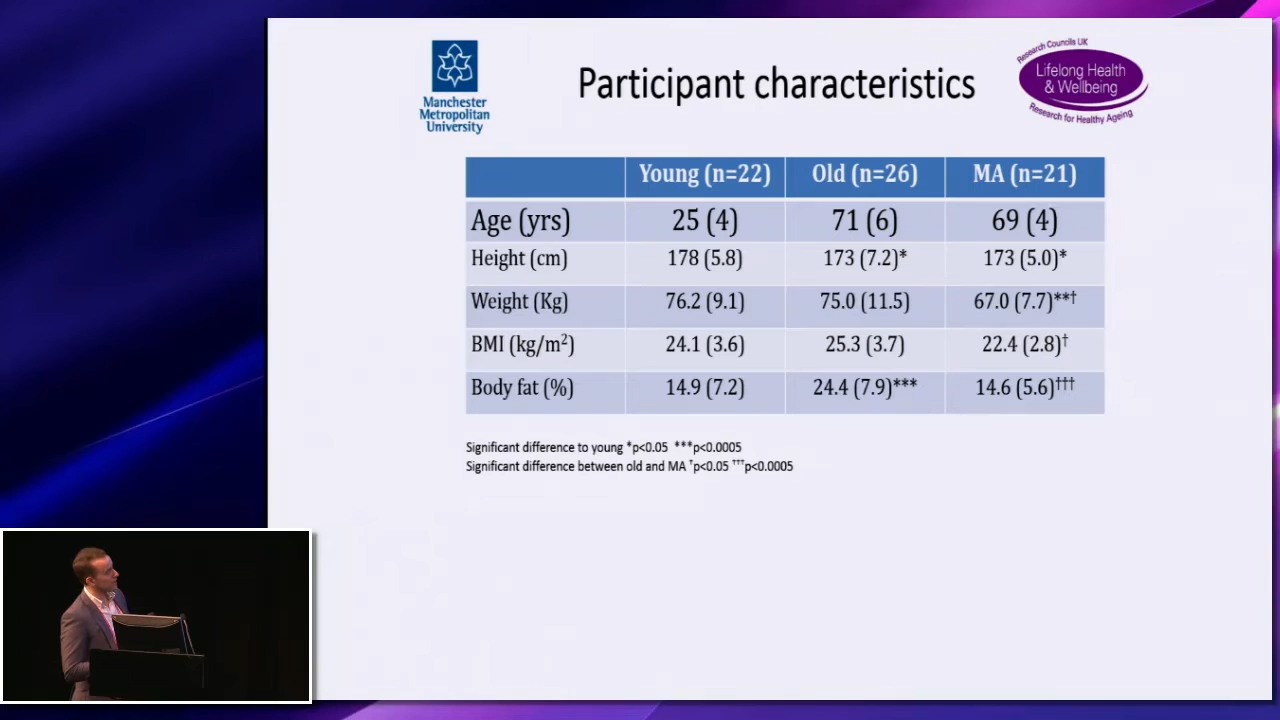 Manchester
Metropolitan
University
Participant characteristics
Research Councils UK
Lifelong Health
& Wellbeing
Research for Healthy Ageing
Young (n=22) Old (n=26) MA (n=21)
Age (yrs) 25 (4) 71 (6) 69 (4)
Height (cm) 178 (5.8) 173 (7.2)* 173 (5.0)*
Weight (Kg) 76.2 (9.1) 75.0 (11.5) 67.0 (7.7)**†
BMI (kg/m²) 24.1 (3.6) 25.3 (3.7) 22.4 (2.8)†
Body fat (%) 14.9 (7.2) 24.4 (7.9)*** 14.6 (5.6)†††
Significant difference to young *p<0.05 ***p<0.0005
Significant difference between old and MA †p<0.05 †††p<0.0005